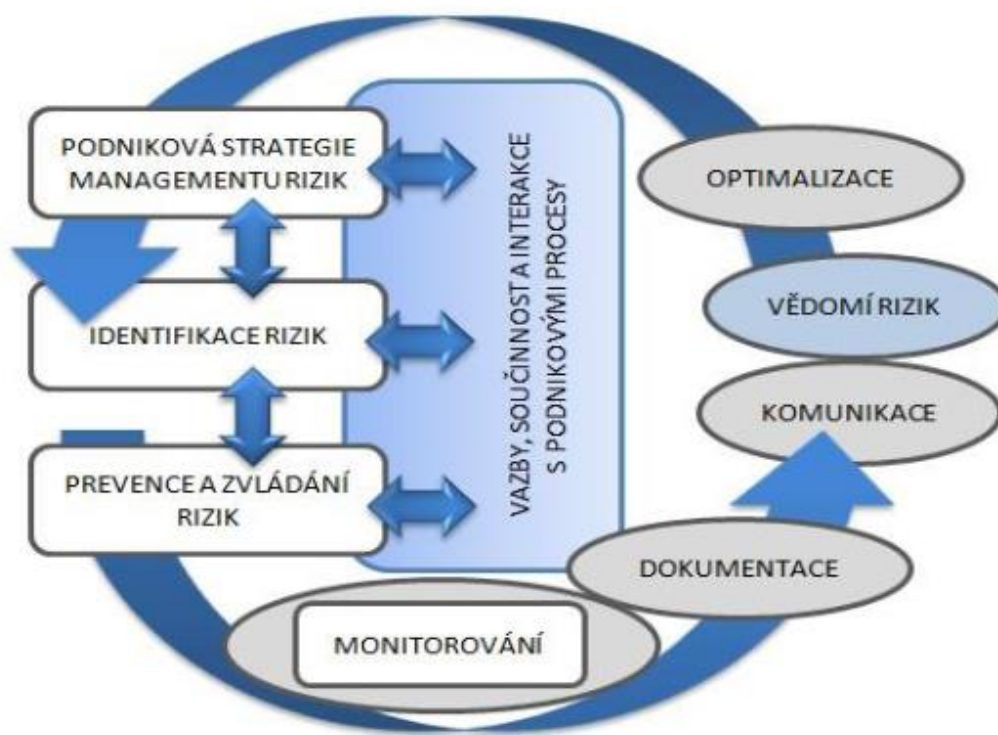 PODNIKOVÁ STRATEGIE
MANAGEMENTU RIZIK
IDENTIFIKACE RIZIK
PREVENCE A ZVLÁDÁNÍ
RIZIK
VAZBY, SOUČINNOST A INTERAKCE
S PODNIKOVÝMI PROCESY
OPTIMALIZACE
VĚDOMÍ RIZIK
KOMUNIKACE
DOKUMENTACE
MONITOROVÁNÍ